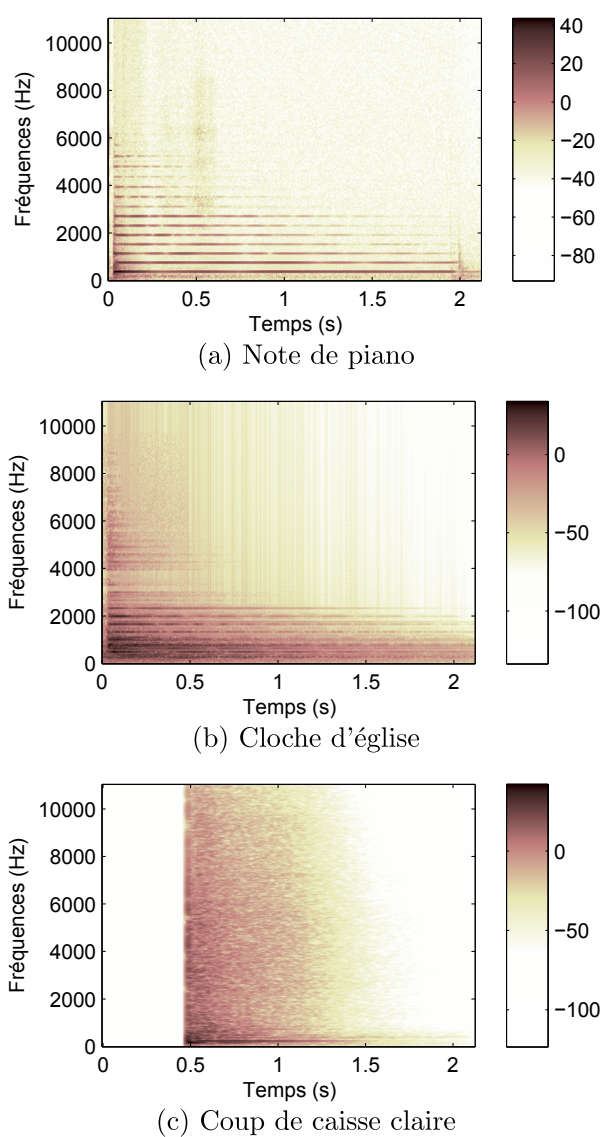 10000
8000
6000
4000
2000
0
Fréquences (Hz)
0 0.5 1 1.5 2
Temps (s)
40
20
0
−20
−40
−60
−80
(a) Note de piano
10000
8000
6000
4000
2000
0
Fréquences (Hz)
0 0.5 1 1.5 2
Temps (s)
0
−50
−100
(b) Cloche d'église
10000
8000
6000
4000
2000
0
Fréquences (Hz)
0 0.5 1 1.5 2
Temps (s)
0
−50
−100
(c) Coup de caisse claire